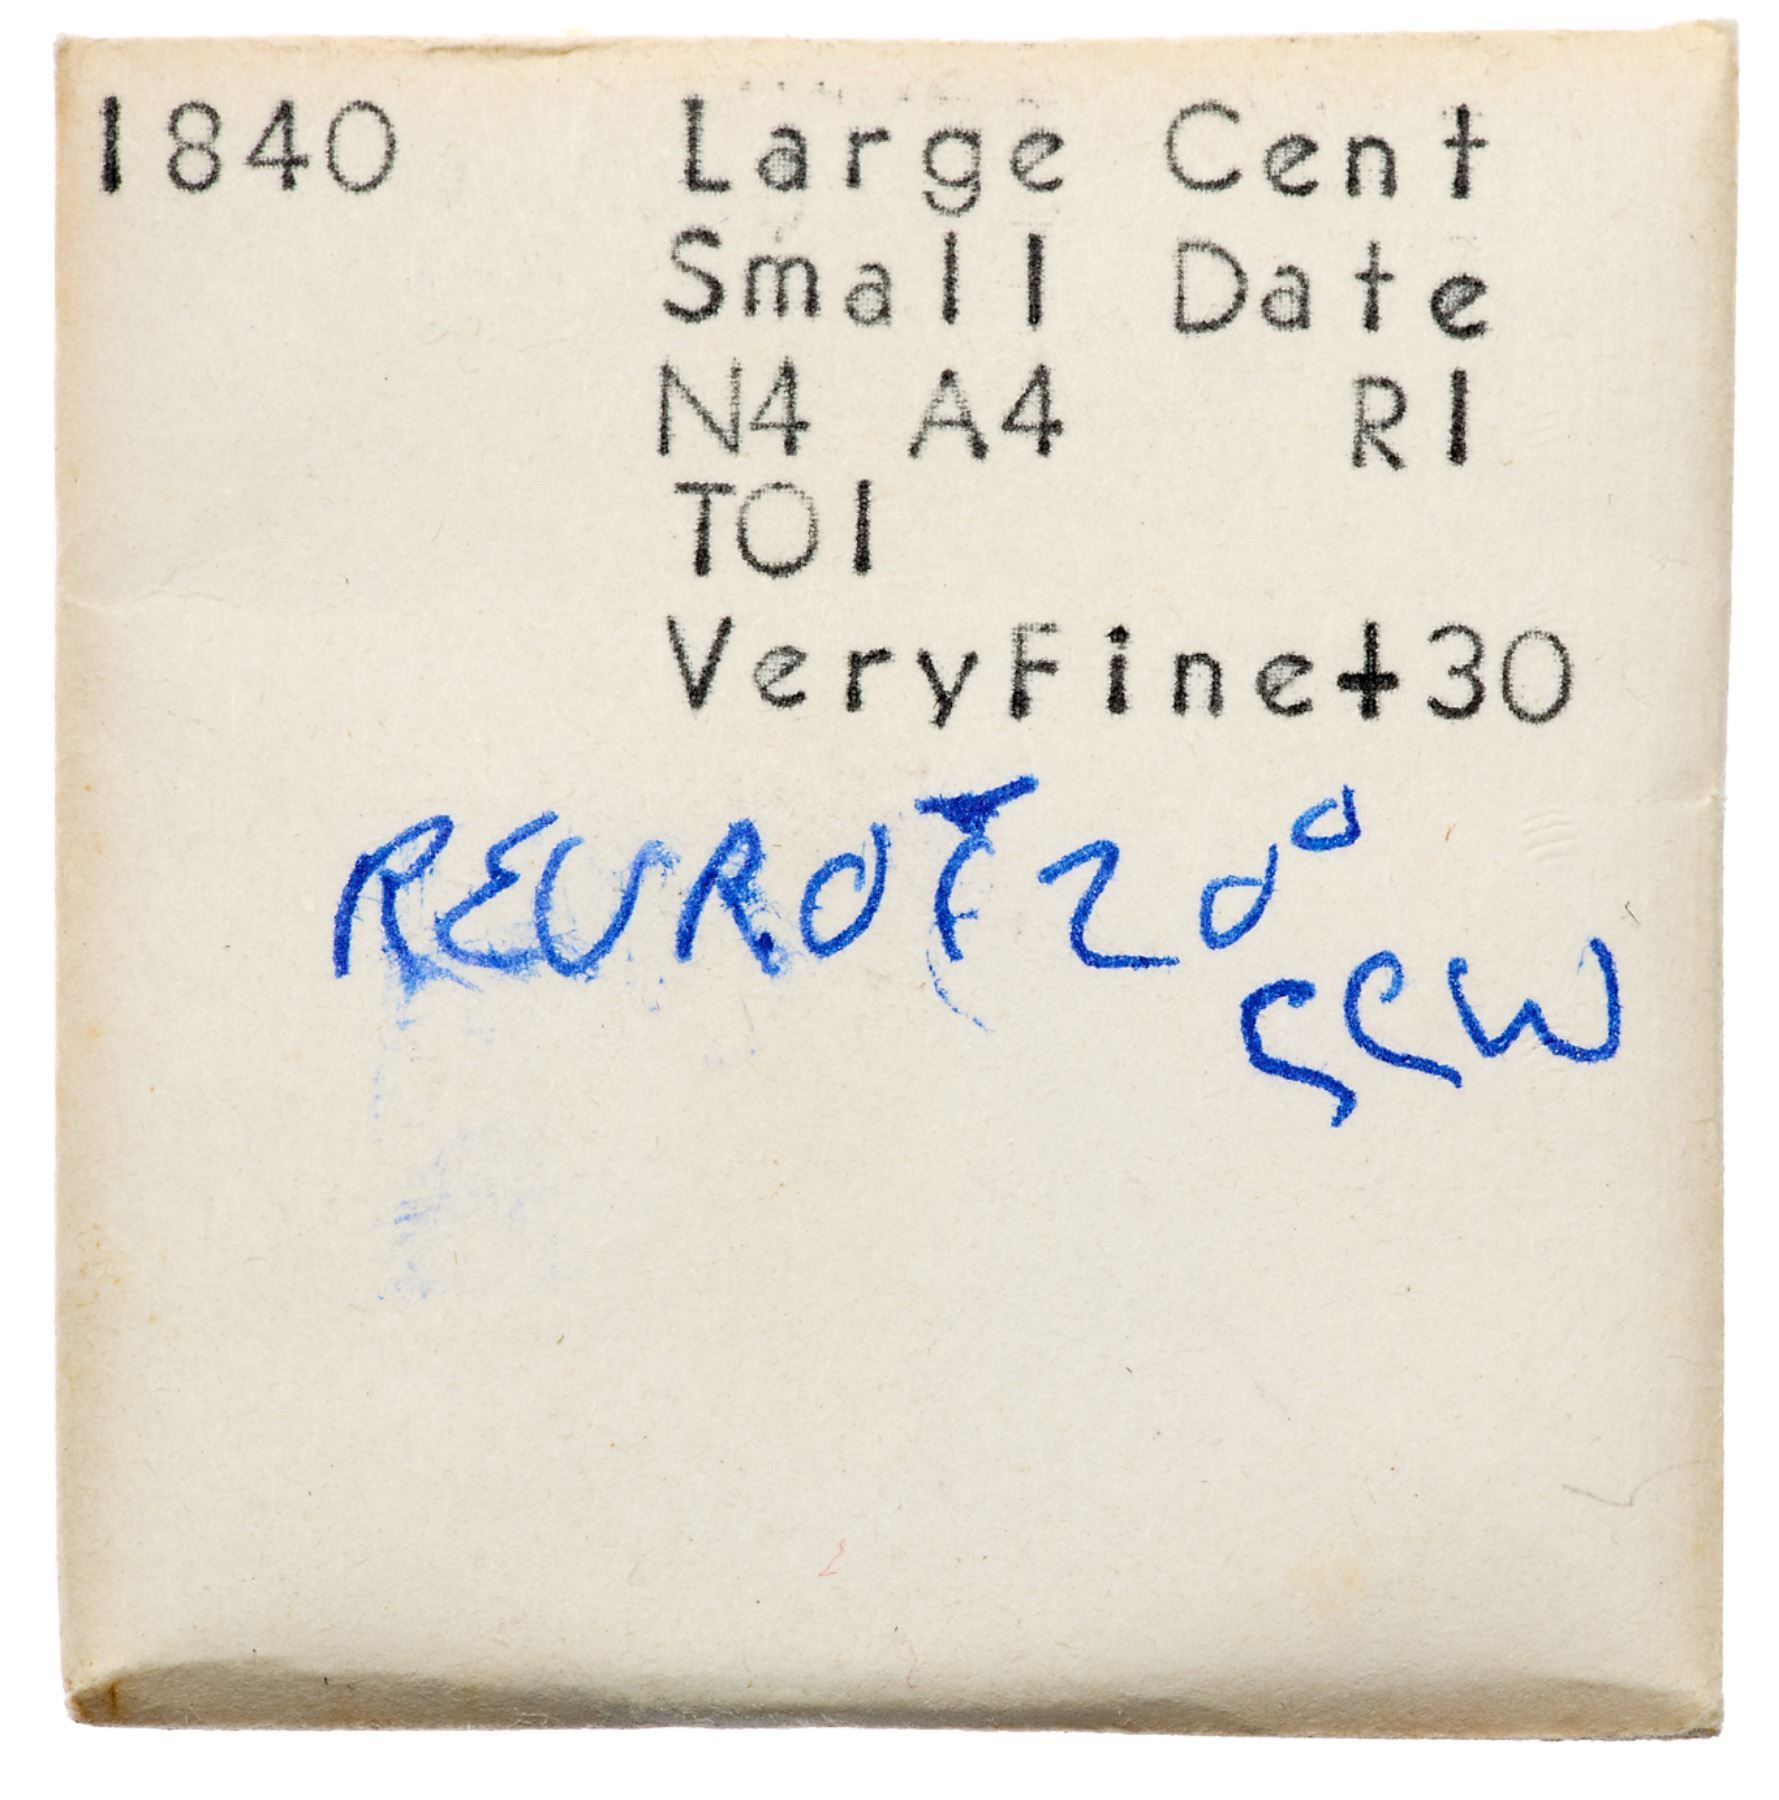 1840 Large Cent
Small Date
N4 A4 R1
TO1
VeryFine+30
REV ROT 20°
CCW